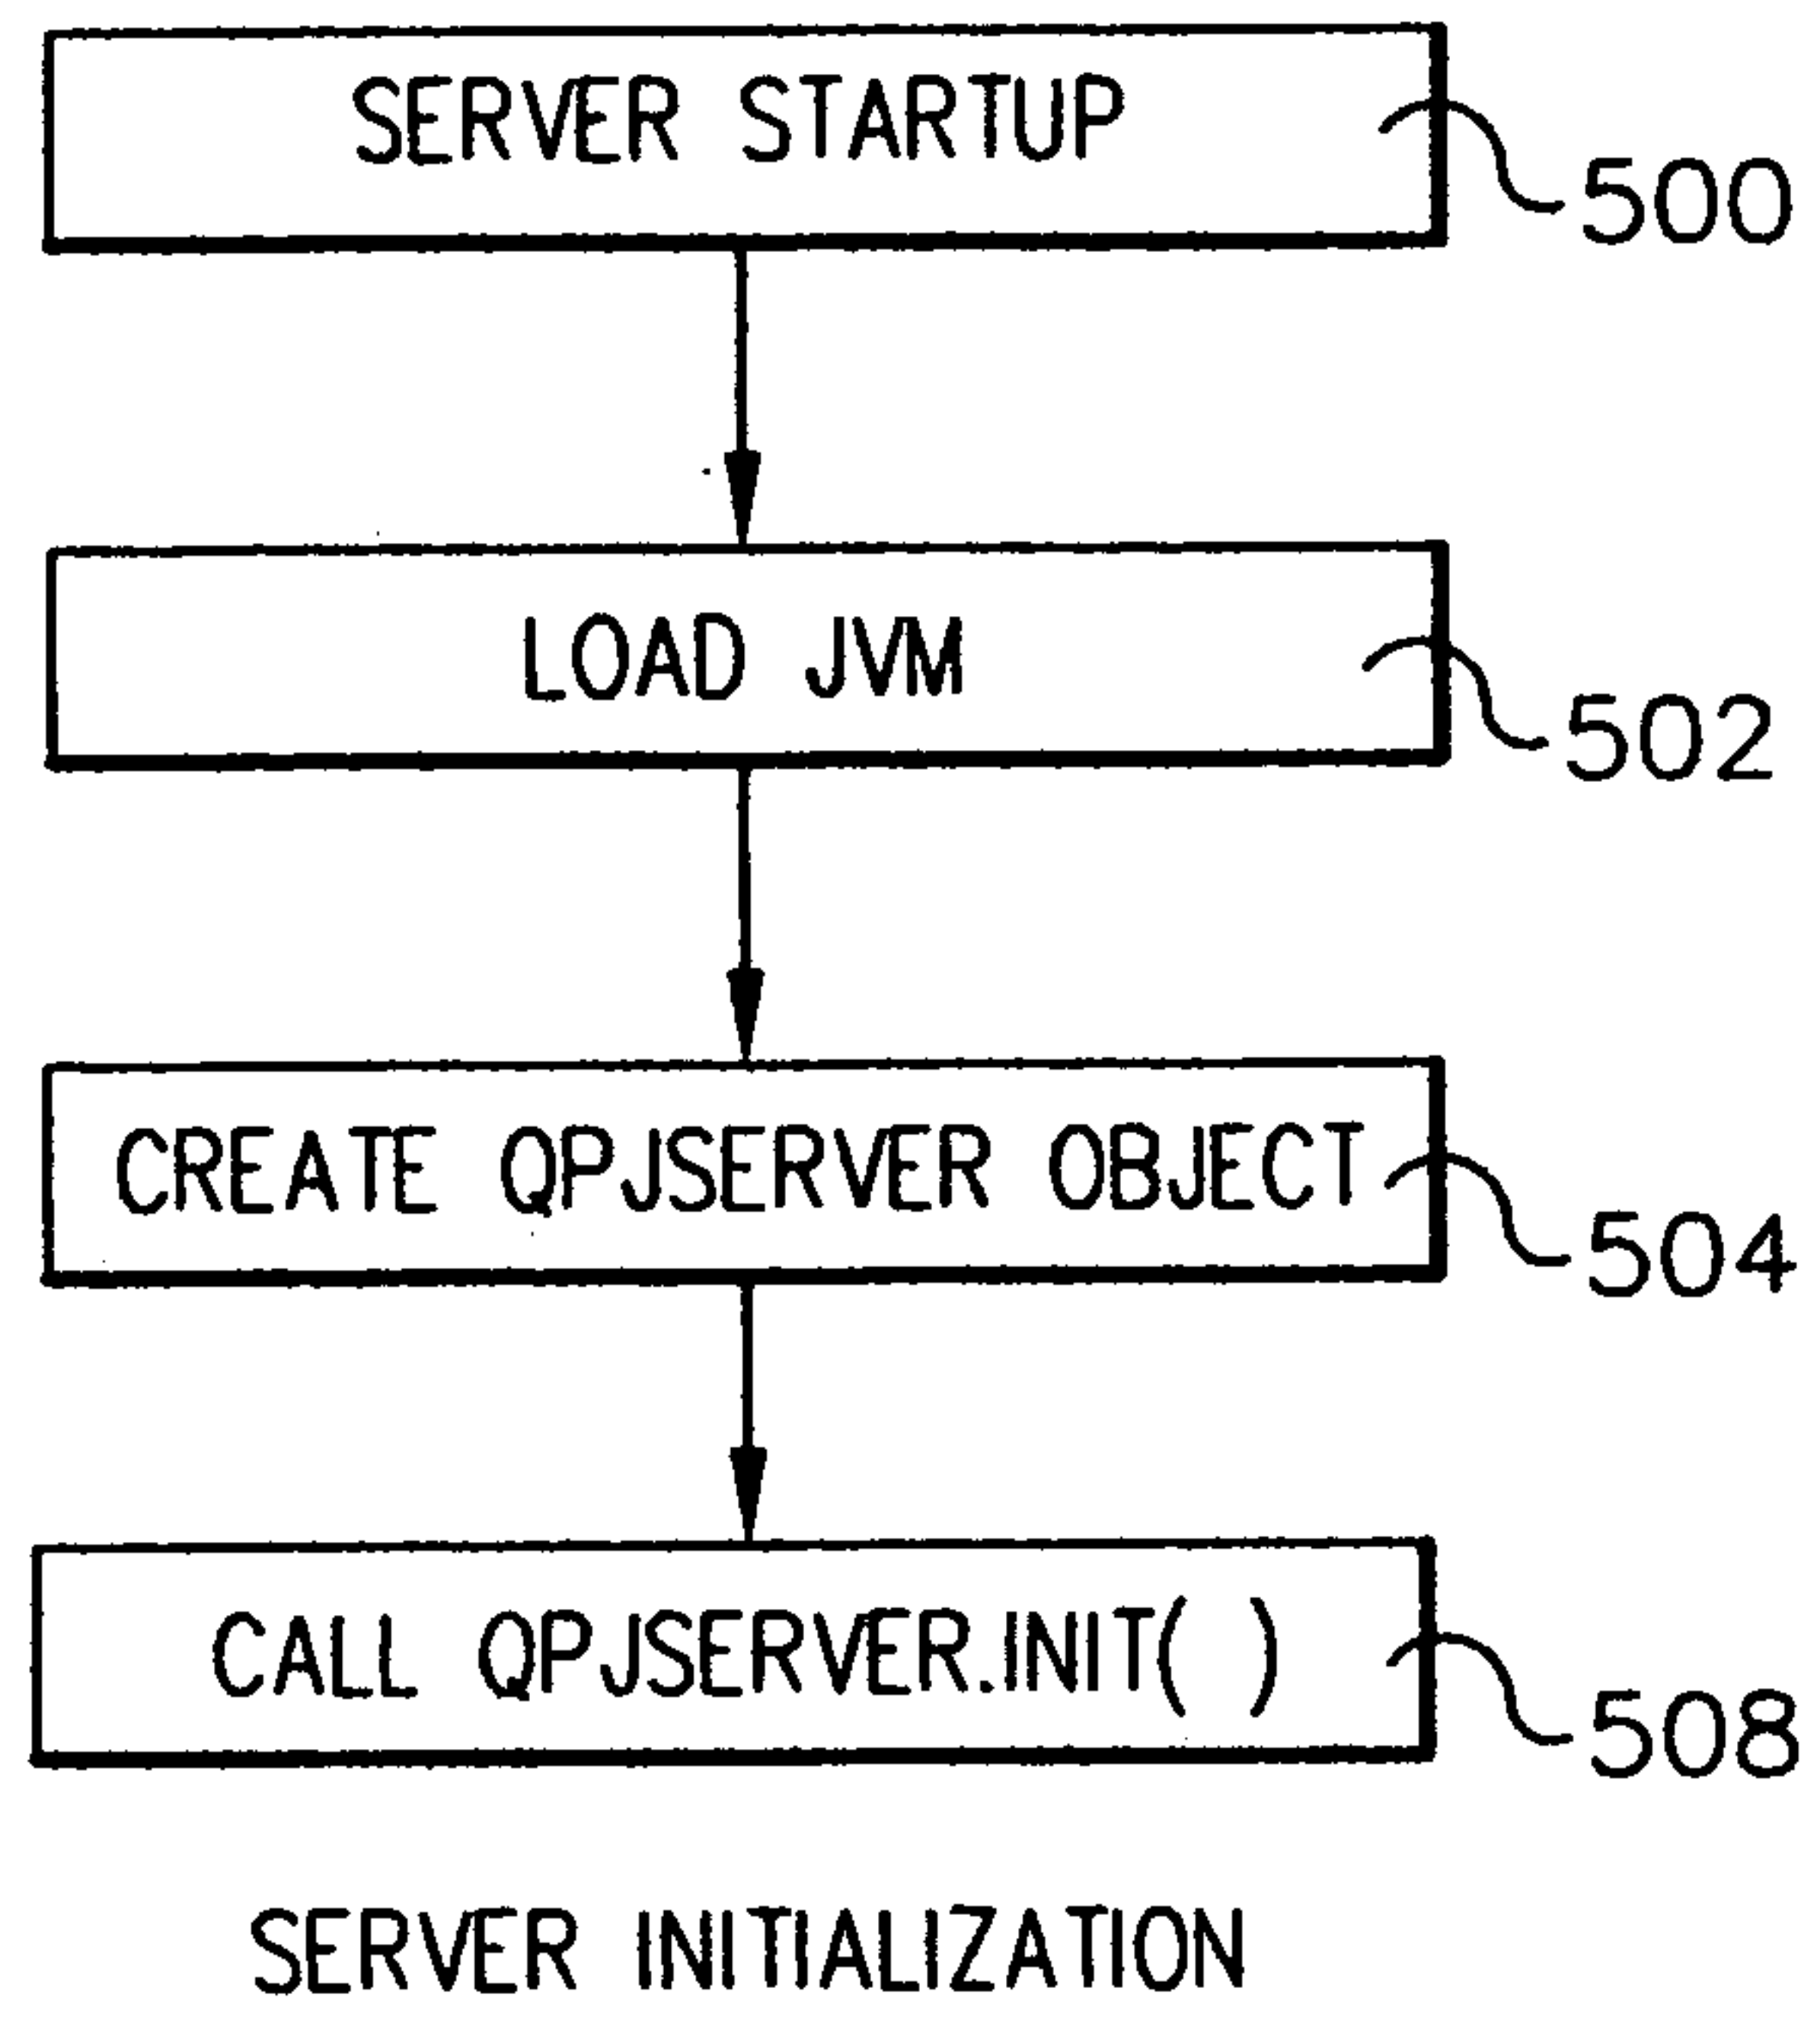 SERVER STARTUP
500
LOAD JVM
502
CREATE QPJSERVER OBJECT
504
CALL QPJSERVER.INIT( )
508
SERVER INITIALIZATION